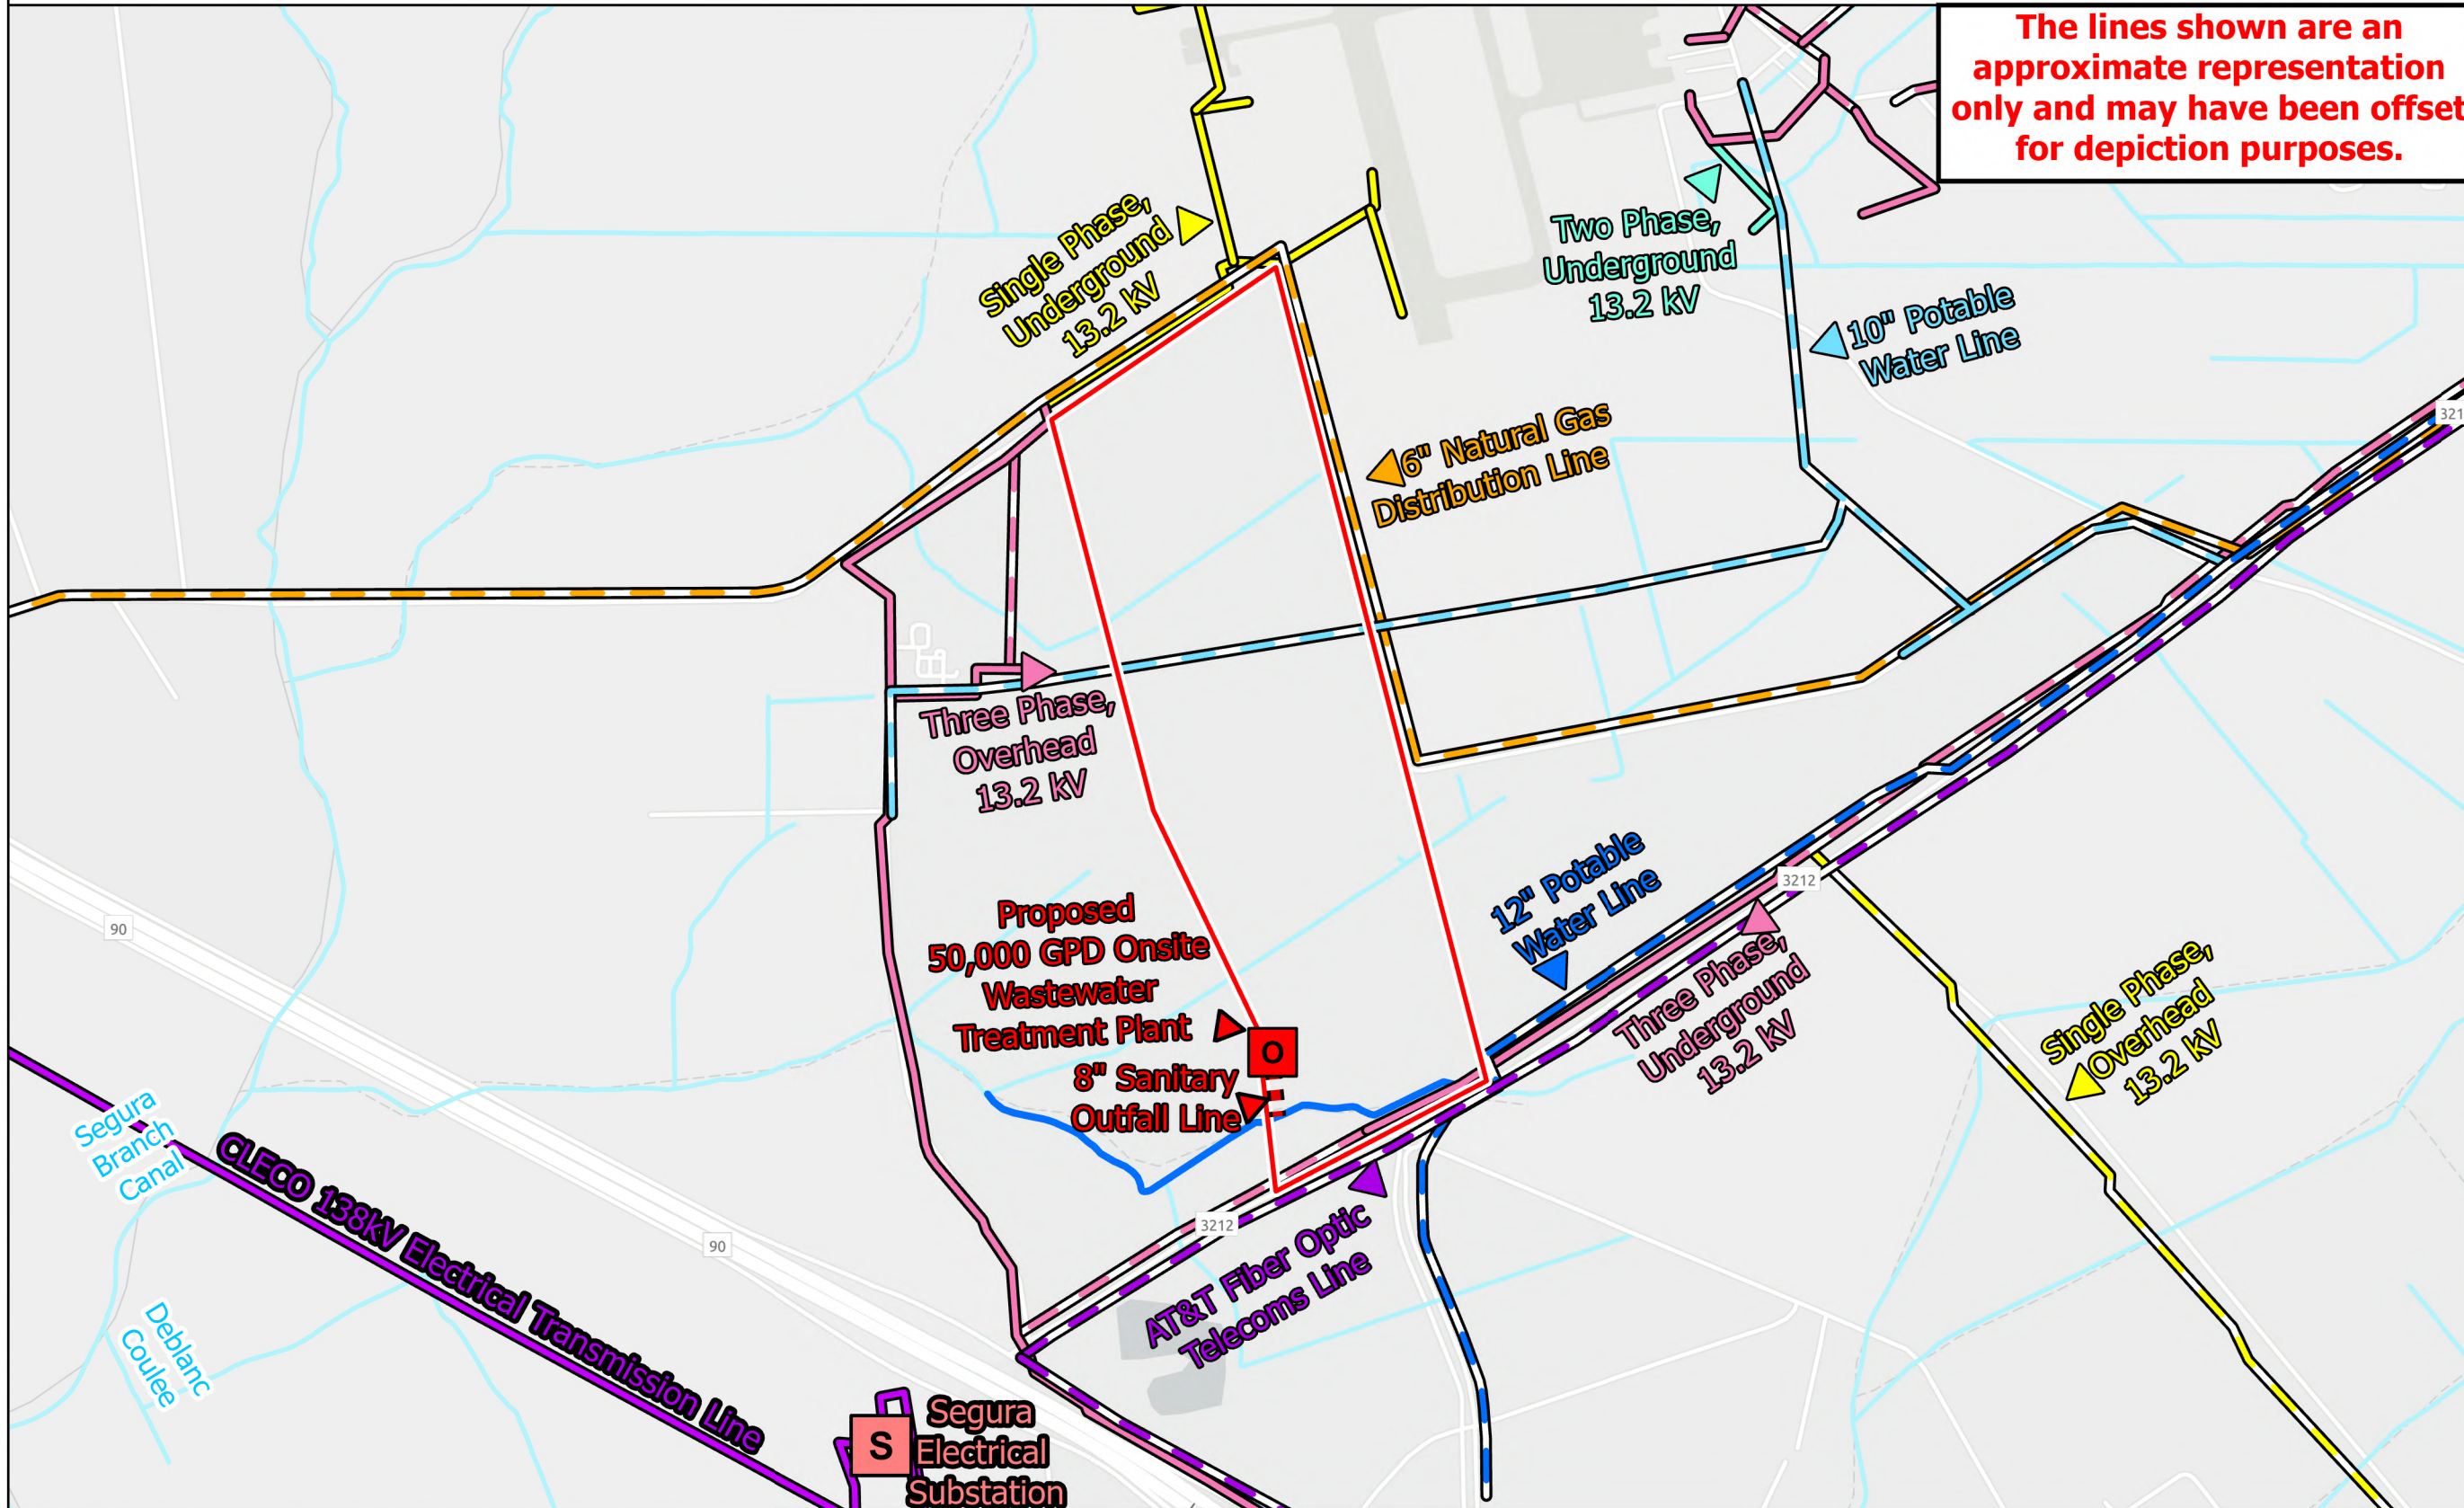 The lines shown are an
approximate representation
only and may have been offset
for depiction purposes.
Single Phase,
Underground
13.2 kV
Two Phase,
Underground
13.2 kV
10" Potable
Water Line
6" Natural Gas
Distribution Line
321
Three Phase,
Overhead
13.2 kV
12" Potable
Water Line
3212
90
Proposed
50,000 GPD Onsite
Wastewater
Treatment Plant
O
8" Sanitary
Outfall Line
Three Phase,
Underground
13.2 kV
Single Phase,
Overhead
13.2 kV
Segura
Branch
Canal
CLECO 138kV Electrical Transmission Line
90
3212
AT&T Fiber Optic
Telecoms Line
Deblanc
Coulee
S
Segura
Electrical
Substation